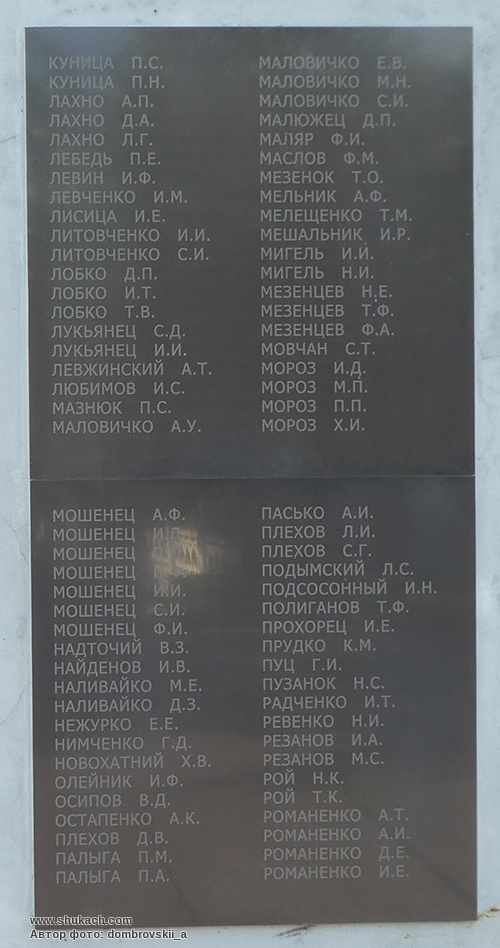 КУНИЦА П.С.
КУНИЦА П.Н.
ЛАХНО А.П.
ЛАХНО Д.А.
ЛАХНО Л.Г.
ЛЕБЕДЬ П.Е.
ЛЕВИН И.Ф.
ЛЕВЧЕНКО И.М.
ЛИСИЦА И.Е.
ЛИТОВЧЕНКО И.И.
ЛИТОВЧЕНКО С.И.
ЛОБКО Д.П.
ЛОБКО И.Т.
ЛОБКО Т.В.
ЛУКЬЯНЕЦ С.Д.
ЛУКЬЯНЕЦ И.И.
ЛЕВЖИНСКИЙ А.Т.
ЛЮБИМОВ И.С.
МАЗНЮК П.С.
МАЛОВИЧКО А.У.
МАЛОВИЧКО Е.В.
МАЛОВИЧКО М.Н.
МАЛОВИЧКО С.И.
МАЛЮЖЕЦ Д.П.
МАЛЯР Ф.И.
МАСЛОВ Ф.М.
МЕЗЕНОК Т.О.
МЕЛЬНИК А.Ф.
МЕЛЕЩЕНКО Т.М.
МЕШАЛЬНИК И.Р.
МИГЕЛЬ И.И.
МИГЕЛЬ Н.И.
МЕЗЕНЦЕВ Н.Е.
МЕЗЕНЦЕВ Т.Ф.
МЕЗЕНЦЕВ Ф.А.
МОВЧАН С.Т.
МОРОЗ И.Д.
МОРОЗ М.П.
МОРОЗ П.П.
МОРОЗ Х.И.
МОШЕНЕЦ А.Ф.
МОШЕНЕЦ
МОШЕНЕЦ
МОШЕНЕЦ
МОШЕНЕЦ И.И.
МОШЕНЕЦ С.И.
МОШЕНЕЦ Ф.И.
НАДТОЧИЙ В.З.
НАЙДЕНОВ И.В.
НАЛИВАЙКО М.Е.
НАЛИВАЙКО Д.З.
НЕЖУРКО Е.Е.
НИМЧЕНКО Г.Д.
НОВОХАТНИЙ Х.В.
ОЛЕЙНИК И.Ф.
ОСИПОВ В.Д.
ОСТАПЕНКО А.К.
ПЛЕХОВ Д.В.
ПАЛЫГА П.М.
ПАЛЫГА П.А.
ПАСЬКО А.И.
ПЛЕХОВ Л.И.
ПЛЕХОВ С.Г.
ПОДЫМСКИЙ Л.С.
ПОДСОСОННЫЙ И.Н.
ПОЛИГАНОВ Т.Ф.
ПРОХОРЕЦ И.Е.
ПРУДКО К.М.
ПУЦ Г.И.
ПУЗАНОК Н.С.
РАДЧЕНКО И.Т.
РЕВЕНКО Н.И.
РЕЗАНОВ И.А.
РЕЗАНОВ М.С.
РОЙ Н.К.
РОЙ Т.К.
РОМАНЕНКО А.Т.
РОМАНЕНКО А.И.
РОМАНЕНКО Д.Е.
РОМАНЕНКО И.Е.
www.shukach.com
Автор фото: dombrovskii_a